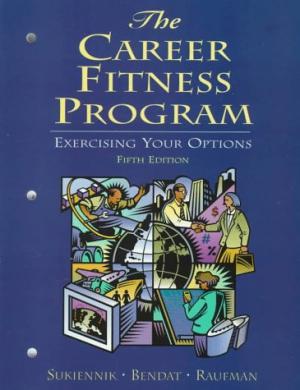 The
CAREER
FITNESS
PROGRAM
EXERCISING YOUR OPTIONS
FIFTH EDITION
$
#
%
SUKIENNIK • BENDAT • RAUFMAN